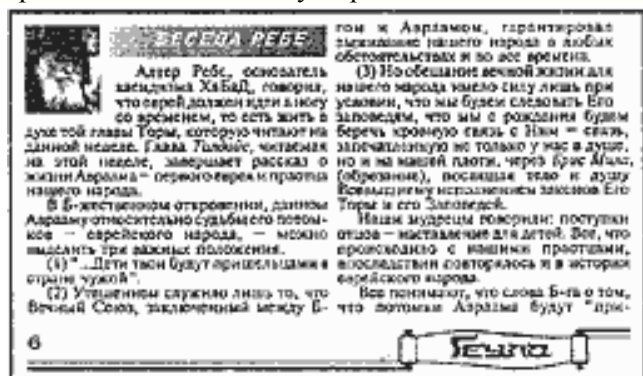 БЕСЕДА РЕБЕ
Алтер Ребе, основатель
хасидизма ХаБаД, говорил,
что еврей должен идти в ногу
со временем, то есть жить в
духе той главы Торы, которую читают на
данной неделе. Глава читаемая
на этой неделе, завершает рассказ о
жизни Авраама – первого еврея и праотца
нашего народа.
В Б-жественном откровении, данном
Аврааму относительно судьбы его потом-
ков – еврейского народа, – можно
выделить три важных положения.
(1) "...Дети твои будут пришельцами в
стране чужой".
(2) Утешением служило лишь то, что
Вечный Союз, заключенный между Б-
гом и Авраамом, гарантировал
выживание нашего народа в любых
обстоятельствах и во все времена.
(3) Но обещание вечной жизни для
нашего народа имело силу лишь при
условии, что мы будем следовать Его
заповедям, что мы с рождения будем
беречь кровную связь с Ним – связь,
запечатленную не только у нас в душе,
но и на нашей плоти, через Брис Мила,
(обрезание), посвящая тело и душу
Всевышнему исполнением законов Его
Торы и его Заповедей.
Наши мудрецы говорили: поступки
отцов – наставление для детей. Все, что
происходило с нашими праотцами,
впоследствии повторялось и в истории
еврейского народа.
Все понимают, что слова Б-га о том,
что потомки Авраама будут "при-
6
Геула